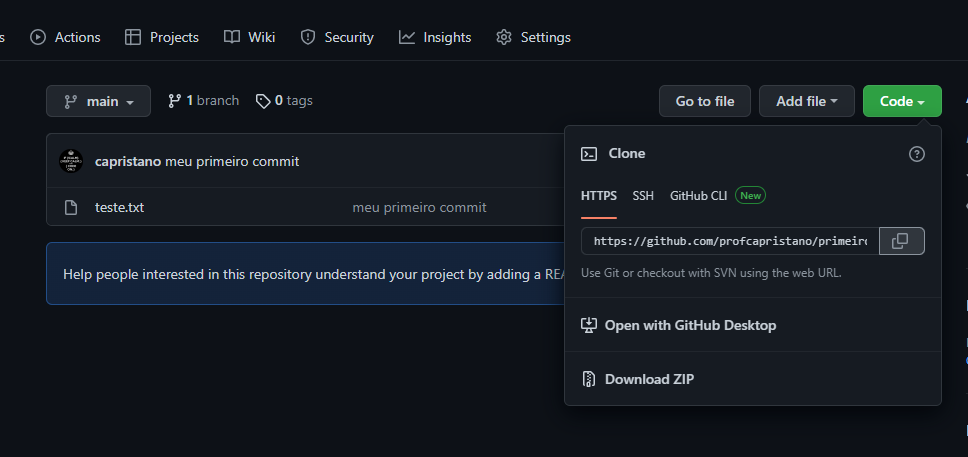 s Actions Projects Wiki Security Insights Settings
main 1 branch 0 tags Go to file Add file Code
capristano meu primeiro commit
teste.txt meu primeiro commit
Help people interested in this repository understand your project by adding a REA
Clone
HTTPS SSH GitHub CLI New
https://github.com/profcapristano/primeiro
Use Git or checkout with SVN using the web URL.
Open with GitHub Desktop
Download ZIP